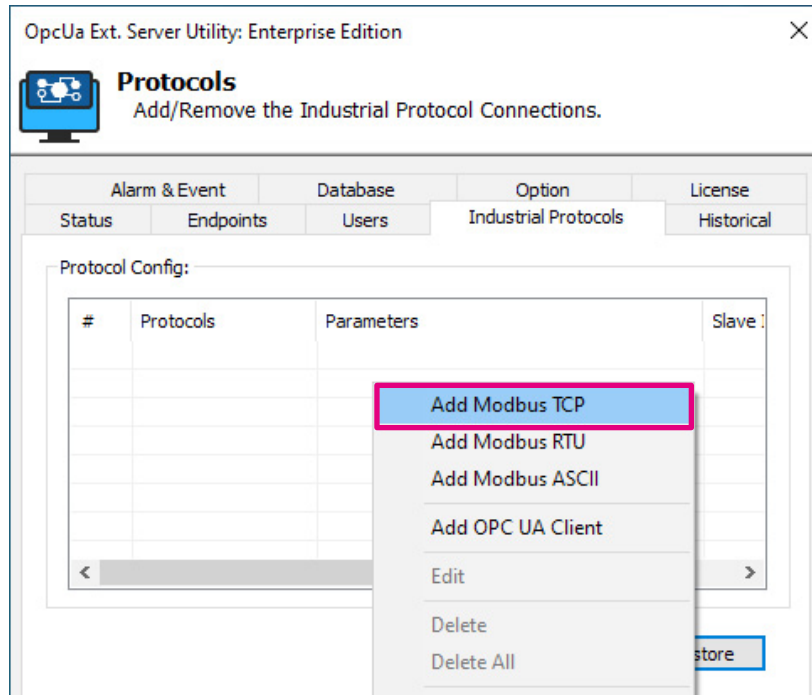 OpcUa Ext. Server Utility: Enterprise Edition
Protocols
Add/Remove the Industrial Protocol Connections.
Alarm & Event Database Option License
Status Endpoints Users Industrial Protocols Historical
Protocol Config:
# Protocols Parameters Slave
Add Modbus TCP
Add Modbus RTU
Add Modbus ASCII
Add OPC UA Client
Edit
Delete
Delete All
store